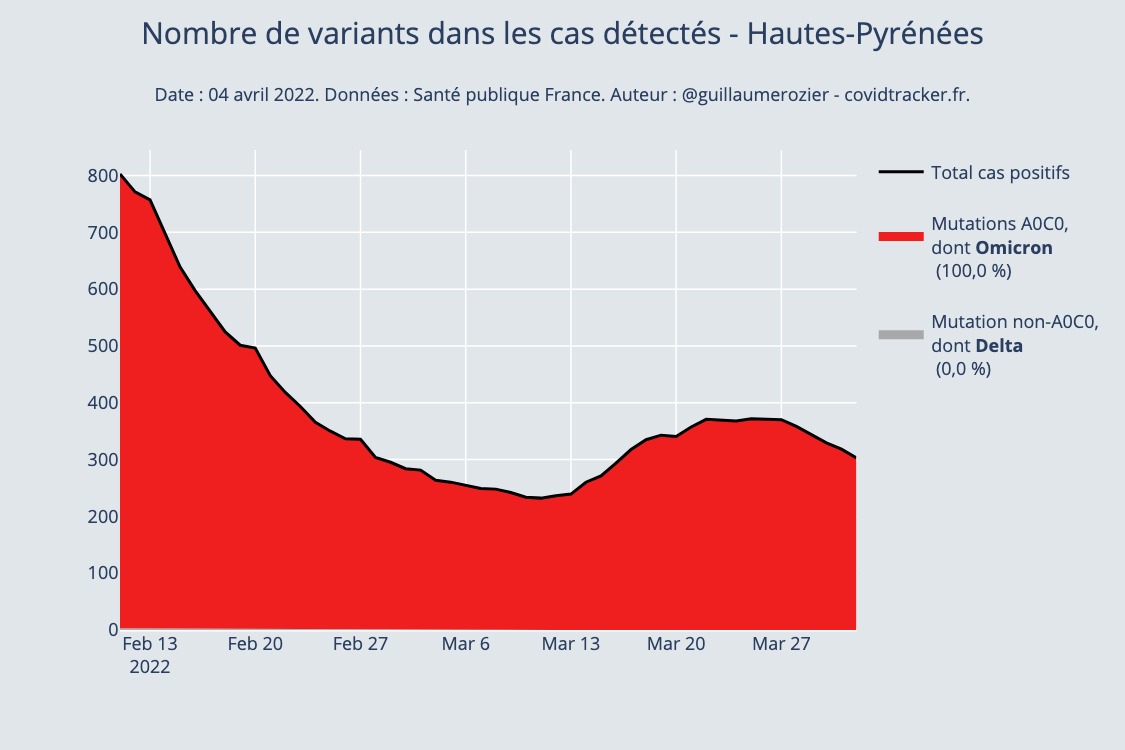 Nombre de variants dans les cas détectés - Hautes-Pyrénées
Date : 04 avril 2022. Données : Santé publique France. Auteur : @guillaumerozier - covidtracker.fr.
800
700
600
500
400
300
200
100
0
Feb 13 Feb 20 Feb 27 Mar 6 Mar 13 Mar 20 Mar 27
2022
Total cas positifs
Mutations A0C0,
dont Omicron
(100,0 %)
Mutation non-A0C0,
dont Delta
(0,0 %)